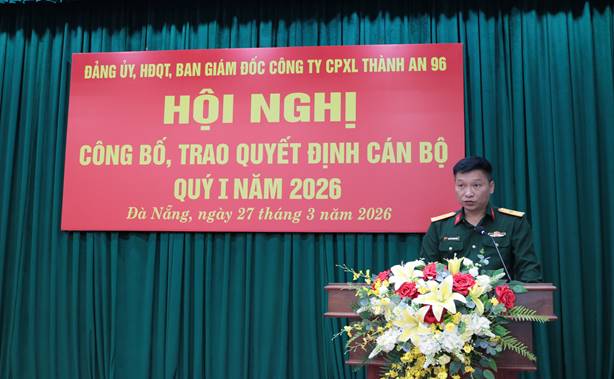 ĐẢNG ỦY, HĐQT, BAN GIÁM ĐỐC CÔNG TY CPXL THÀNH AN 96
HỘI NGHỊ
CÔNG BỐ, TRAO QUYẾT ĐỊNH CÁN BỘ
QUÝ I NĂM 2026
Đà Nẵng, ngày 27 tháng 3 năm 2026